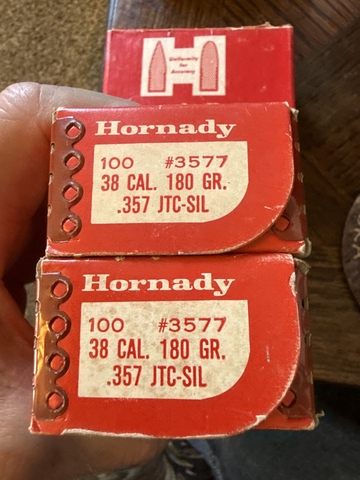 Uniformity
for
Accuracy
H
Hornady
100 #3577
38 CAL. 180 GR.
.357 JTC-SIL
Hornady
100 #3577
38 CAL. 180 GR.
.357 JTC-SIL